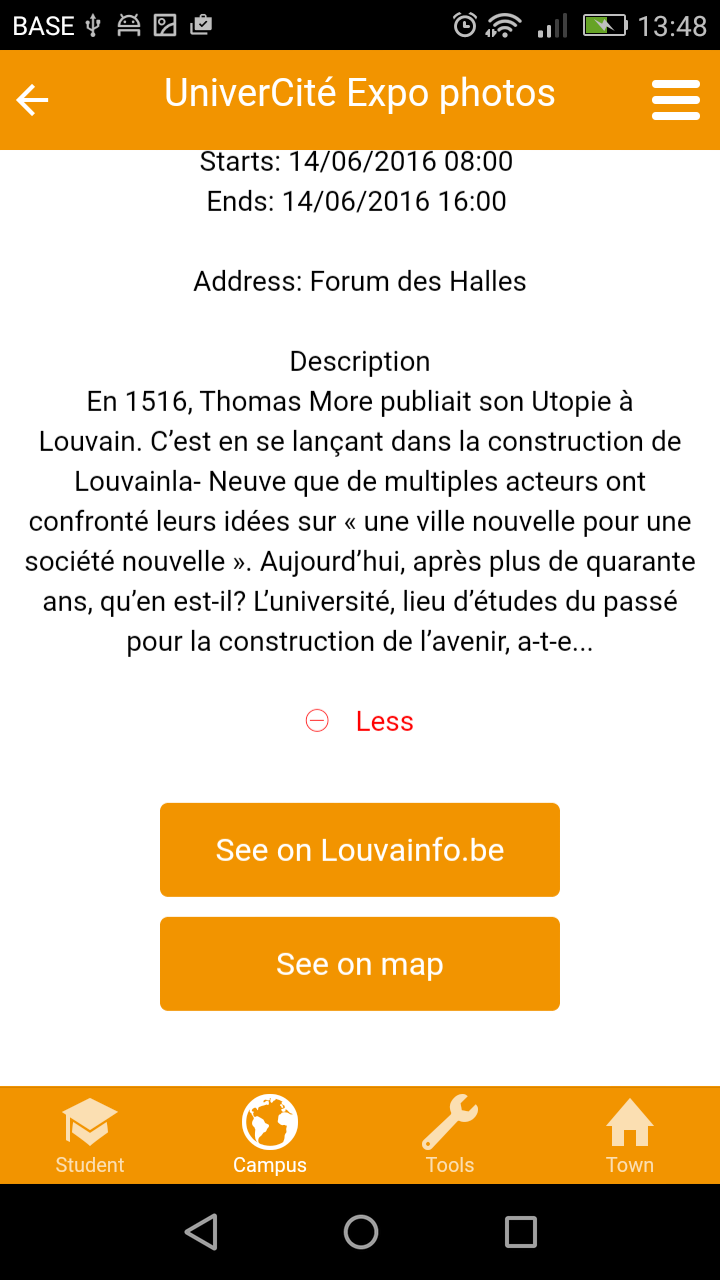 BASE 13:48
UniverCité Expo photos
Starts: 14/06/2016 08:00
Ends: 14/06/2016 16:00
Address: Forum des Halles
Description
En 1516, Thomas More publiait son Utopie à
Louvain. C’est en se lançant dans la construction de
Louvainla- Neuve que de multiples acteurs ont
confronté leurs idées sur « une ville nouvelle pour une
société nouvelle ». Aujourd’hui, après plus de quarante
ans, qu’en est-il? L’université, lieu d’études du passé
pour la construction de l’avenir, a-t-e...
Less
See on Louvainfo.be
See on map
Student Campus Tools Town